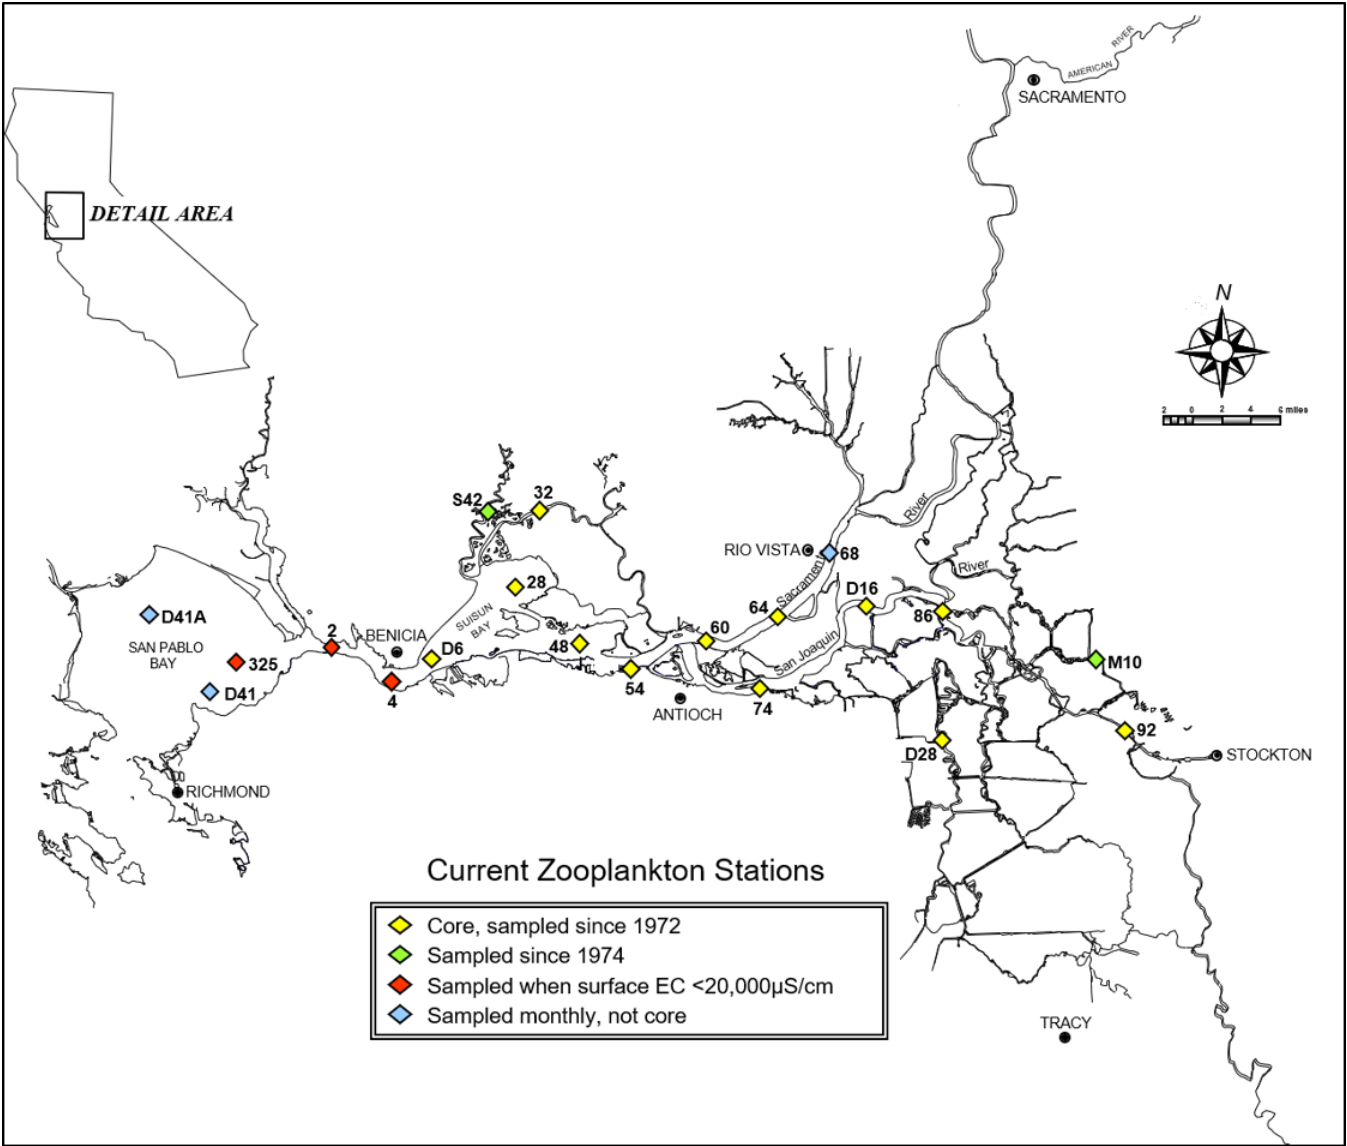 RIVER
AMERICAN
SACRAMENTO
DETAIL AREA
N
2 0 2 4 6 miles
S42
32
River
RIO VISTA
68
Sacramento
River
28
D16
D41A
SUISUN
BAY
64
86
2
BENICIA
60
SAN PABLO
BAY
D6
48
San Joaquin
M10
325
D41
4
54
74
ANTIOCH
92
D28
STOCKTON
RICHMOND
Current Zooplankton Stations
Core, sampled since 1972
Sampled since 1974
Sampled when surface EC <20,000µS/cm
Sampled monthly, not core
TRACY